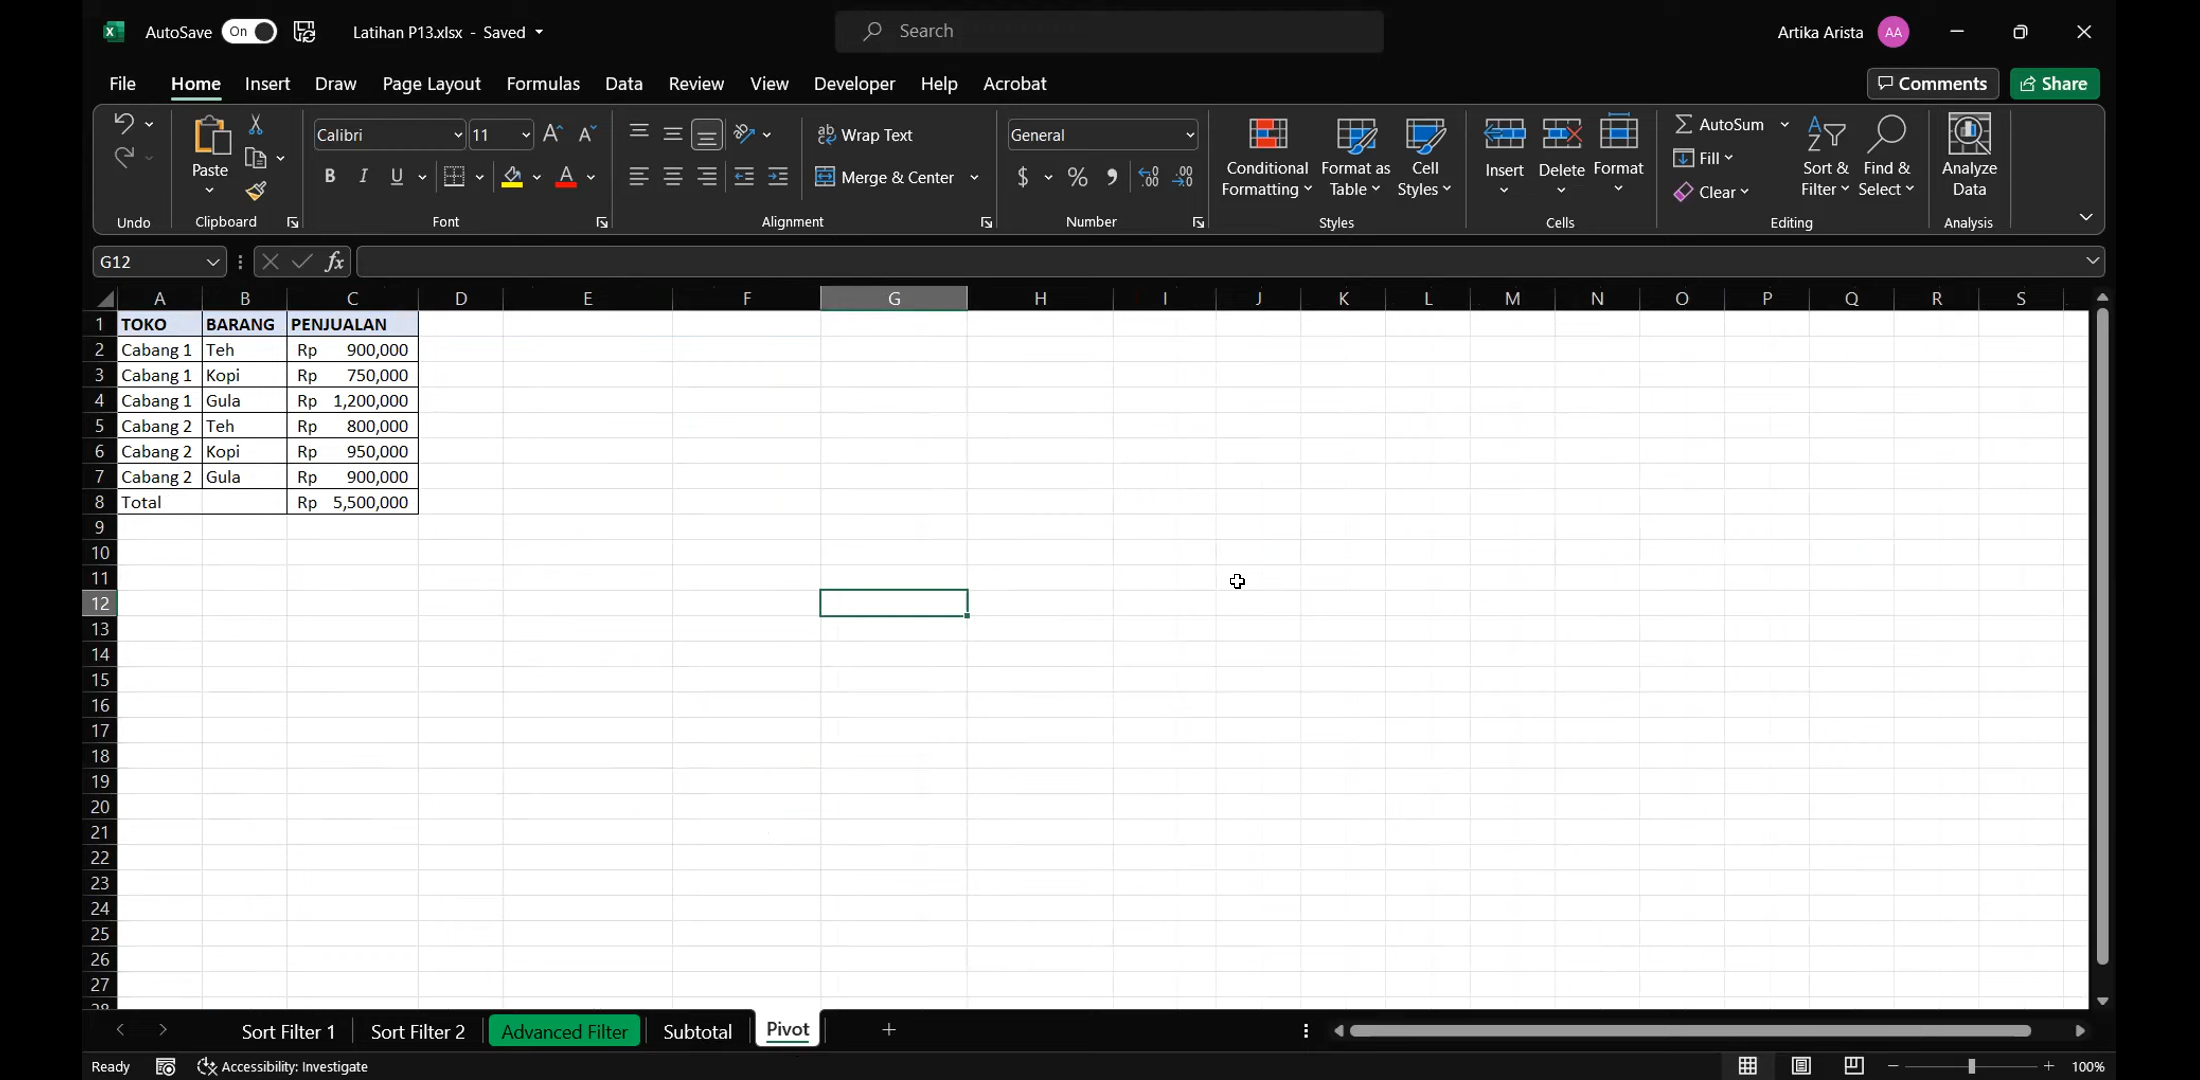 AutoSave On Latihan P13.xlsx - Saved Search Artika Arista AA
File Home Insert Draw Page Layout Formulas Data Review View Developer Help Acrobat Comments Share
Paste Calibri 11 Wrap Text General Conditional Formatting Format as Table Cell Styles Insert Delete Format AutoSum Fill Clear Sort & Filter Find & Select Analyze Data
B I U Merge & Center $ %
Undo Clipboard Font Alignment Number Styles Cells Editing Analysis
G12 fx
A B C D E F G H I J K L M N O P Q R S
1 TOKO BARANG PENJUALAN
2 Cabang 1 Teh Rp 900,000
3 Cabang 1 Kopi Rp 750,000
4 Cabang 1 Gula Rp 1,200,000
5 Cabang 2 Teh Rp 800,000
6 Cabang 2 Kopi Rp 950,000
7 Cabang 2 Gula Rp 900,000
8 Total Rp 5,500,000
9
10
11
12
13
14
15
16
17
18
19
20
21
22
23
24
25
26
27
28
Sort Filter 1 Sort Filter 2 Advanced Filter Subtotal Pivot
Ready Accessibility: Investigate 100%